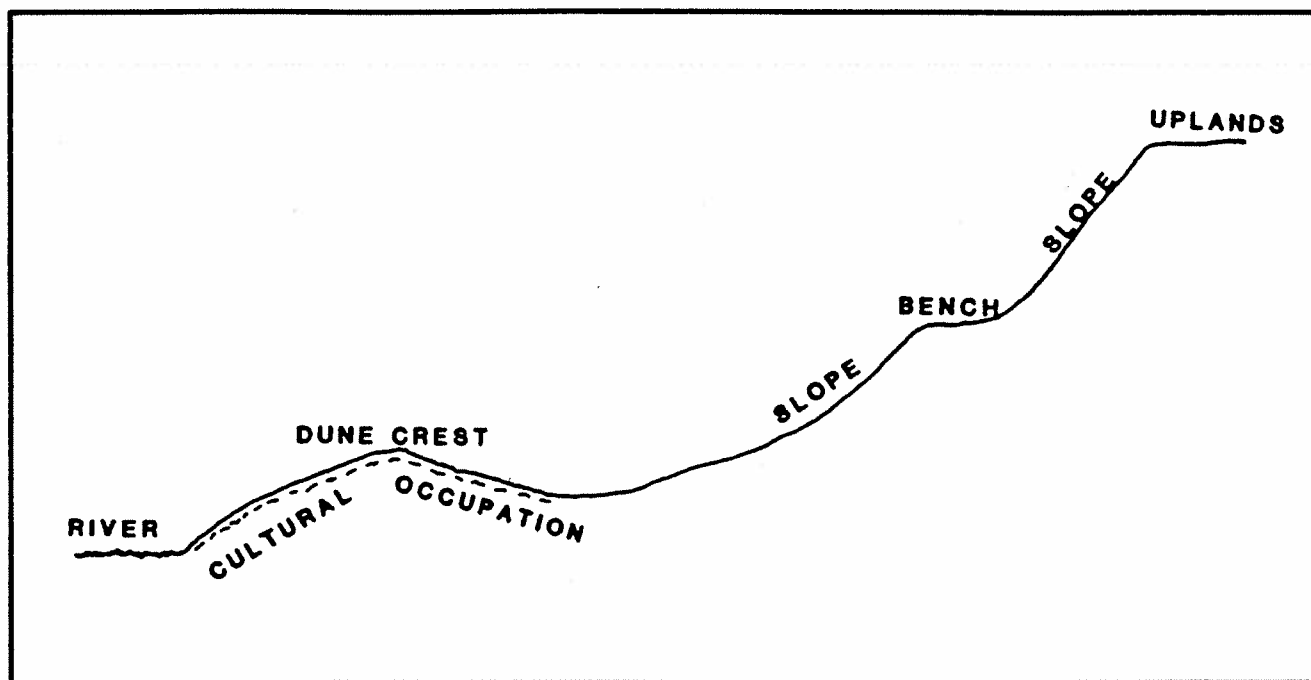 UPLANDS
SLOPE
BENCH
SLOPE
DUNE CREST
CULTURAL OCCUPATION
RIVER